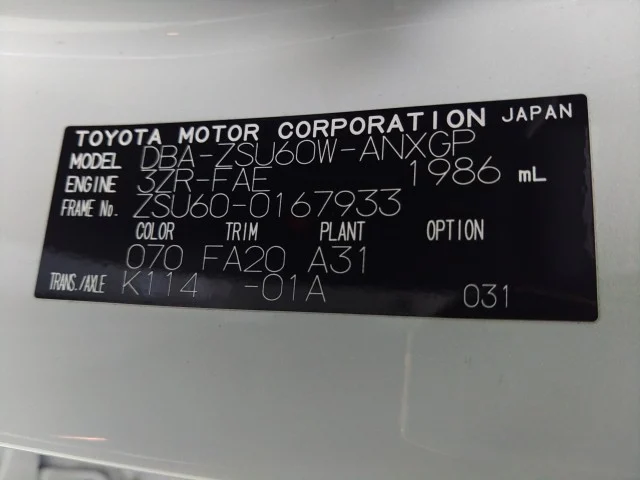 TOYOTA MOTOR CORPORATION JAPAN
MODEL DBA-ZSU60W-ANXGP
ENGINE 3ZR-FAE 1986 mL
FRAME No. ZSU60-0167933
COLOR TRIM PLANT OPTION
070 FA20 A31
TRANS./AXLE K114 -01A 031